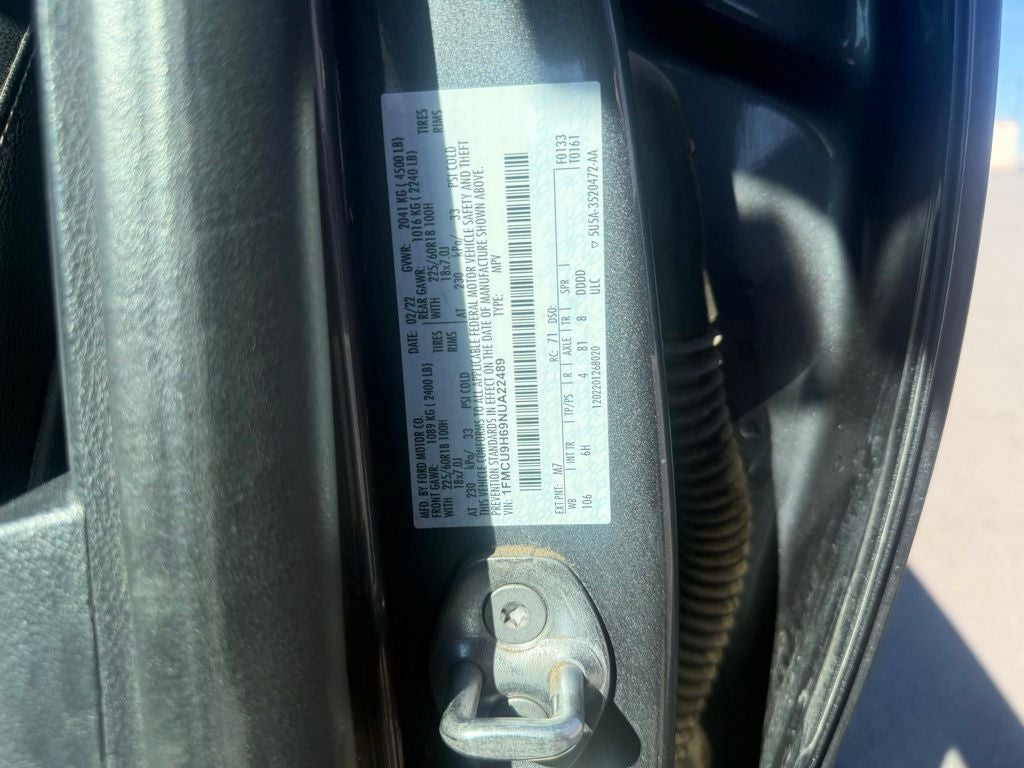 MFD. BY FORD MOTOR CO. DATE: 02/22 GVWR: 2041 KG ( 4500 LB)
FRONT GAWR: 1089 KG ( 2400 LB) REAR GAWR: 1016 KG ( 2240 LB)
WITH 225/60R18 100H TIRES WITH 225/60R18 100H TIRES
18x7.0J RIMS 18x7.0J RIMS
AT 230 kPa/ 33 PSI COLD AT 230 kPa/ 33 PSI COLD
THIS VEHICLE CONFORMS TO ALL APPLICABLE FEDERAL MOTOR VEHICLE SAFETY AND THEFT
PREVENTION STANDARDS IN EFFECT ON THE DATE OF MANUFACTURE SHOWN ABOVE.
VIN: 1FMCU9H69NUA22489 TYPE: MPV
EXT PNT: M7 RC: 71 DSO: F0133
WB INT TR TP/PS R AXLE TR SPR T0161
106 6H 4 81 8 DDDD
12022201268020 ULC 5U5A-3520472-AA